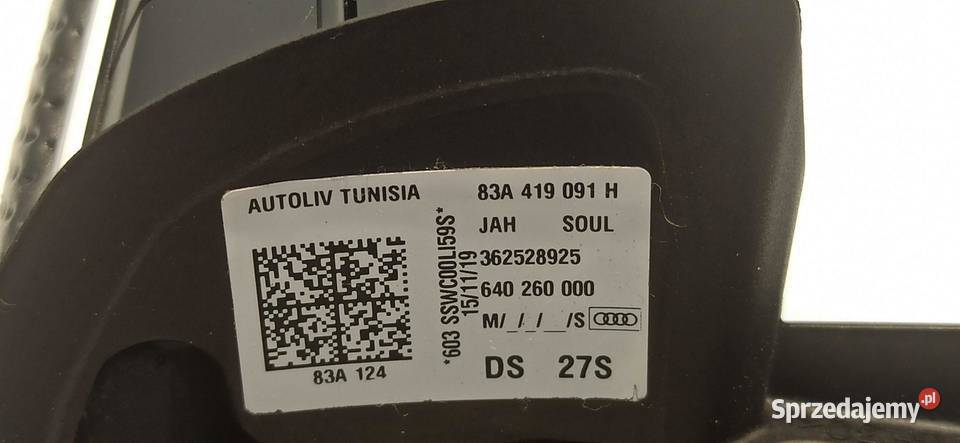 AUTOLIV TUNISIA
83A 124
*603 SSWC00LI59S*
15/11/19
83A 419 091 H
JAH SOUL
362528925
640 260 000
M/_/_/__/S
DS 27S
Sprzedajemy.pl